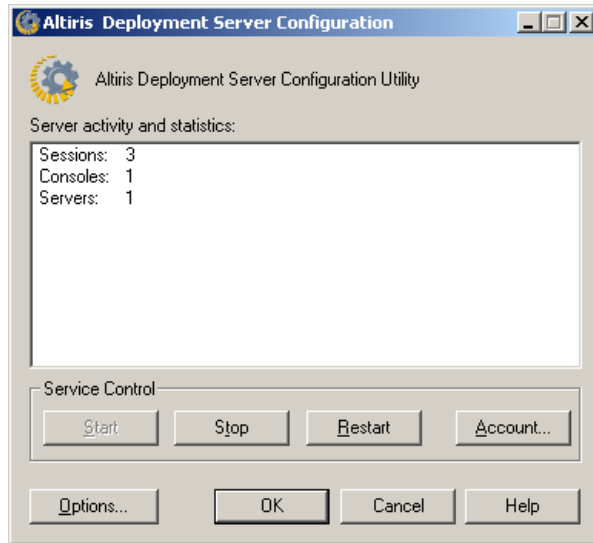 Altiris Deployment Server Configuration
Altiris Deployment Server Configuration Utility
Server activity and statistics:
Sessions: 3
Consoles: 1
Servers: 1
Service Control
Start Stop Restart Account...
Options... OK Cancel Help